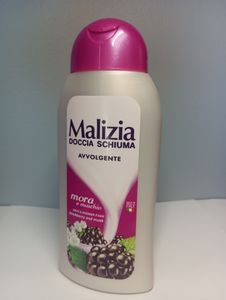 Malizia
DOCCIA SCHIUMA
AVVOLGENTE
mora
e muschio